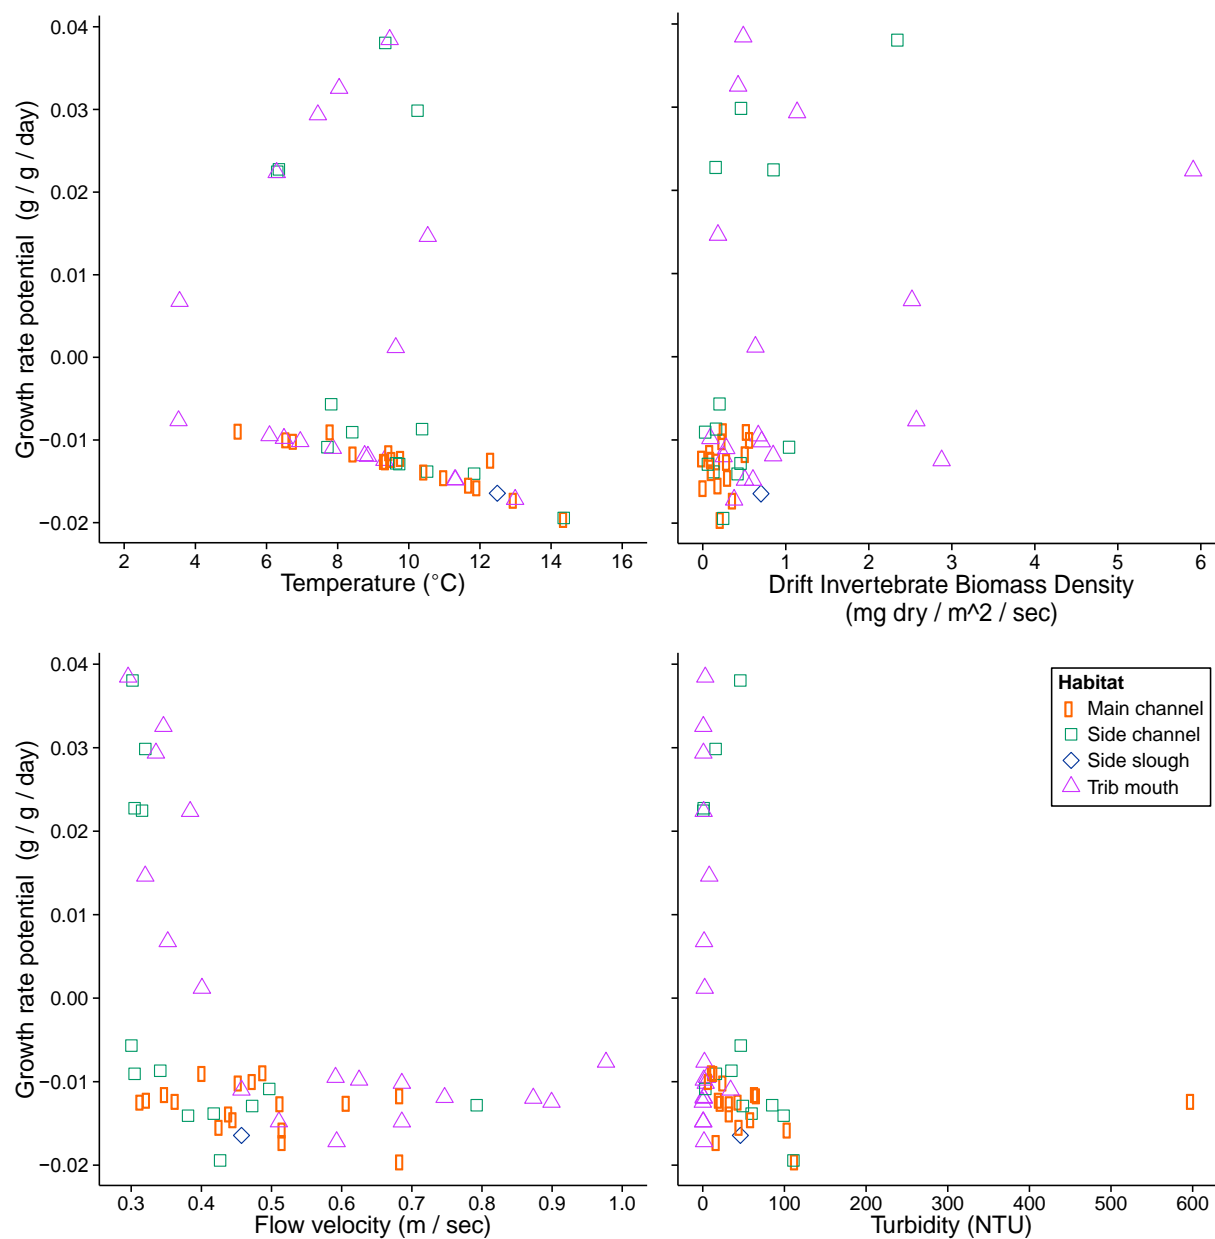 0.04
0.03
0.02
0.01
0.00
−0.01
−0.02
Growth rate potential (g / g / day)
2 4 6 8 10 12 14 16
Temperature (°C)
0 1 2 3 4 5 6
Drift Invertebrate Biomass Density
(mg dry / m^2 / sec)
0.04
0.03
0.02
0.01
0.00
−0.01
−0.02
Growth rate potential (g / g / day)
0.3 0.4 0.5 0.6 0.7 0.8 0.9 1.0
Flow velocity (m / sec)
Habitat
Main channel
Side channel
Side slough
Trib mouth
0 100 200 300 400 500 600
Turbidity (NTU)